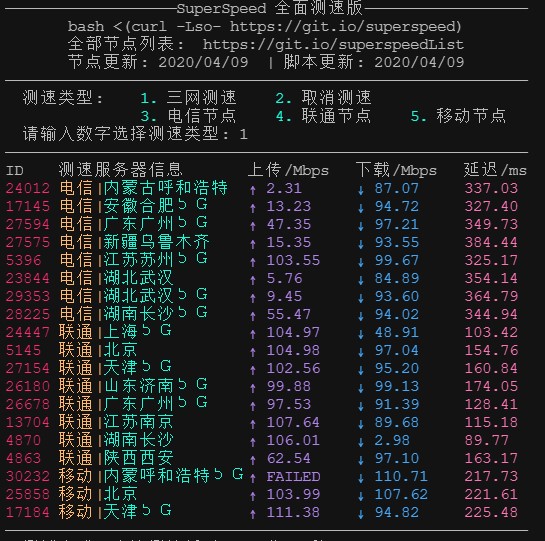 SuperSpeed 全面测速版
bash <(curl -Lso- https://git.io/superspeed)
全部节点列表: https://git.io/superspeedList
节点更新: 2020/04/09 | 脚本更新: 2020/04/09
测速类型: 1. 三网测速 2. 取消测速
3. 电信节点 4. 联通节点 5. 移动节点
请输入数字选择测速类型: 1
ID 测速服务器信息 上传/Mbps 下载/Mbps 延迟/ms
24012 电信|内蒙古呼和浩特 ↑ 2.31 ↓ 87.07 337.03
17145 电信|安徽合肥5G ↑ 13.23 ↓ 94.72 327.40
27594 电信|广东广州5G ↑ 47.35 ↓ 97.21 349.73
27575 电信|新疆乌鲁木齐 ↑ 15.35 ↓ 93.55 384.44
5396 电信|江苏苏州5G ↑ 103.55 ↓ 99.67 325.17
23844 电信|湖北武汉 ↑ 5.76 ↓ 84.89 354.14
29353 电信|湖北武汉5G ↑ 9.45 ↓ 93.60 364.79
28225 电信|湖南长沙5G ↑ 55.47 ↓ 94.02 344.94
24447 联通|上海5G ↑ 104.97 ↓ 48.91 103.42
5145 联通|北京 ↑ 104.98 ↓ 97.04 154.76
27154 联通|天津5G ↑ 102.56 ↓ 95.20 160.84
26180 联通|山东济南5G ↑ 99.88 ↓ 99.13 174.05
26678 联通|广东广州5G ↑ 97.53 ↓ 91.39 128.41
13704 联通|江苏南京 ↑ 107.64 ↓ 89.68 115.18
4870 联通|湖南长沙 ↑ 106.01 ↓ 2.98 89.77
4863 联通|陕西西安 ↑ 62.54 ↓ 97.10 163.17
30232 移动|内蒙呼和浩特5G ↑ FAILED ↓ 110.71 217.73
25858 移动|北京 ↑ 103.99 ↓ 107.62 221.61
17184 移动|天津5G ↑ 111.38 ↓ 94.82 225.48